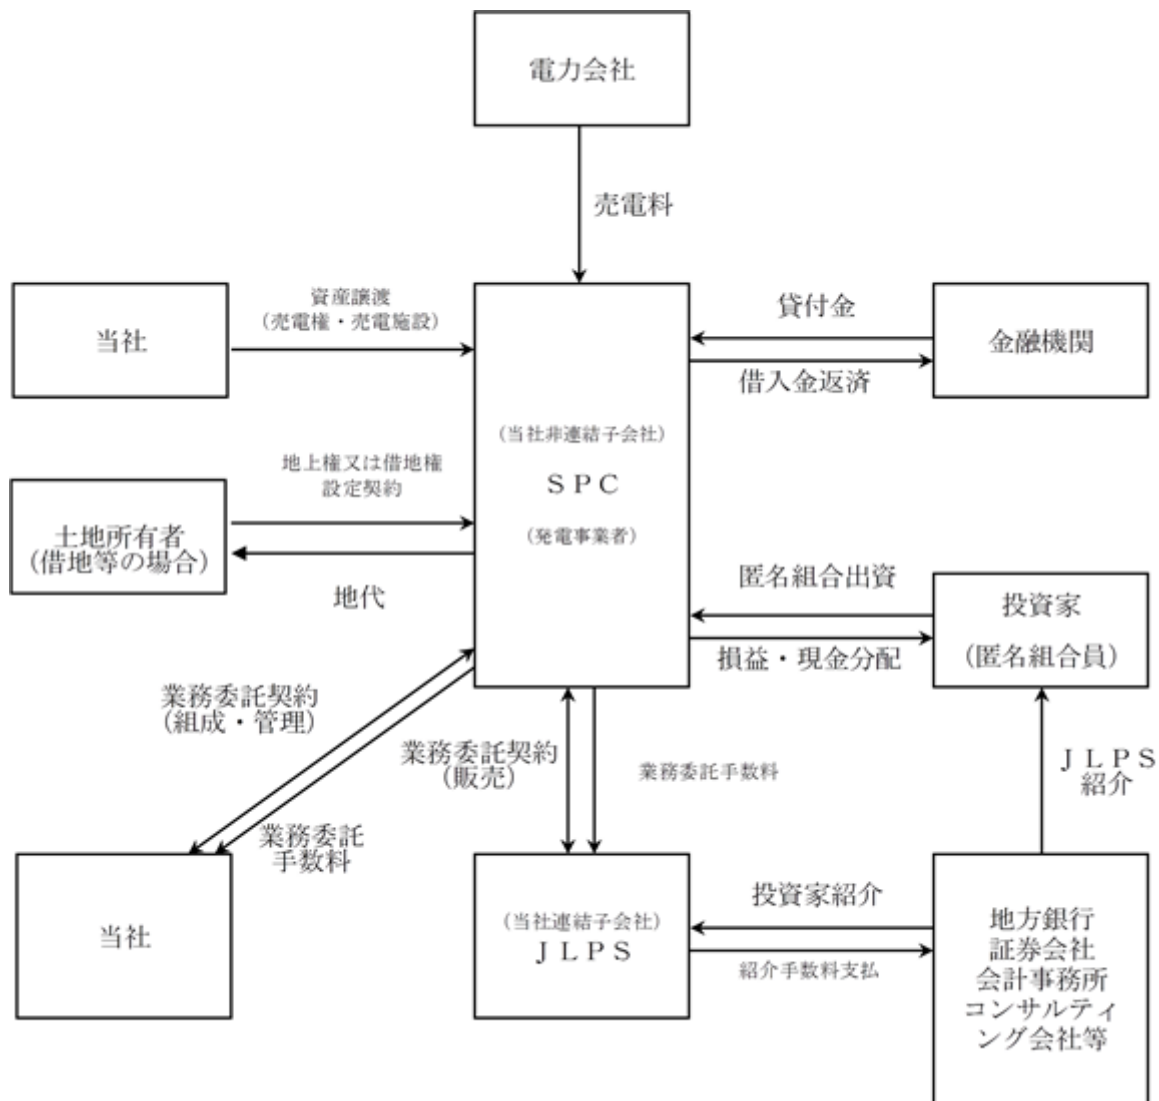 電力会社
売電料
当社
資産譲渡
（売電権・売電施設）
貸付金
借入金返済
金融機関
（当社非連結子会社）
ＳＰＣ
（発電事業者）
地上権又は借地権
設定契約
土地所有者
（借地等の場合）
地代
匿名組合出資
損益・現金分配
投資家
（匿名組合員）
業務委託契約
（組成・管理）
業務委託
手数料
業務委託契約
（販売）
業務委託手数料
ＪＬＰＳ
紹介
当社
（当社連結子会社）
ＪＬＰＳ
投資家紹介
紹介手数料支払
地方銀行
証券会社
会計事務所
コンサルティ
ング会社等